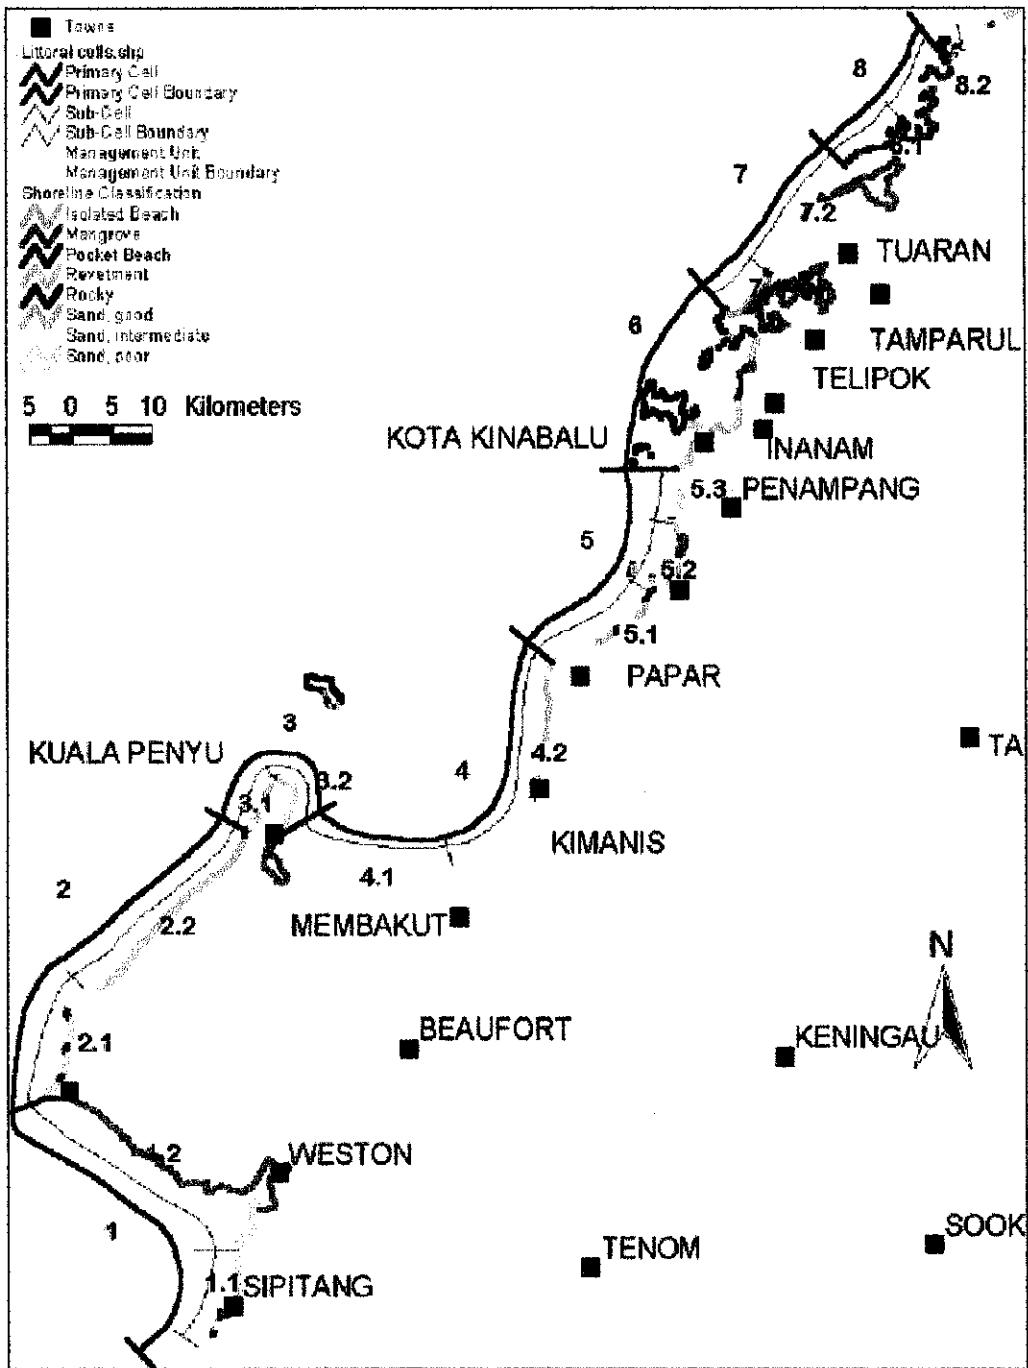 Towns
Littoral cells.shp
Primary Cell
Primary Cell Boundary
Sub-Cell
Sub-Cell Boundary
Management Unit
Management Unit Boundary
Shoreline Classification
Isolated Beach
Mangrove
Pocket Beach
Revetment
Rocky
Sand, good
Sand, intermediate
Sand, poor
5 0 5 10 Kilometers
8
8.2
7
7.2
TUARAN
6
TAMPARUL
TELIPOK
KOTA KINABALU
INANAM
5.3
PENAMPANG
5
5.2
5.1
PAPAR
3
KUALA PENYU
3.2
4
4.2
TA
3.1
KIMANIS
4.1
2
2.2
MEMBAKUT
N
2.1
BEAUFORT
KENINGAU
1.2
WESTON
1
TENOM
SOOK
1.1
SIPITANG